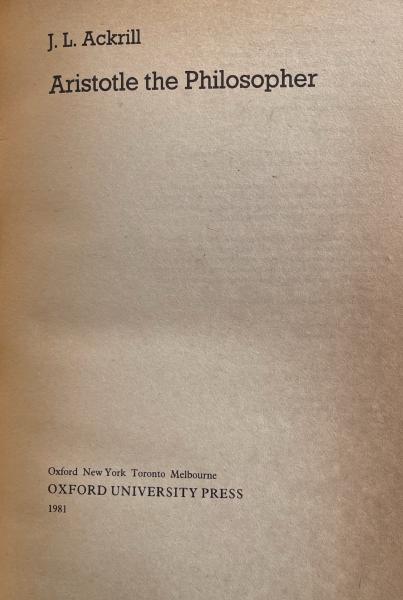 J. L. Ackrill
Aristotle the Philosopher
Oxford New York Toronto Melbourne
OXFORD UNIVERSITY PRESS
1981